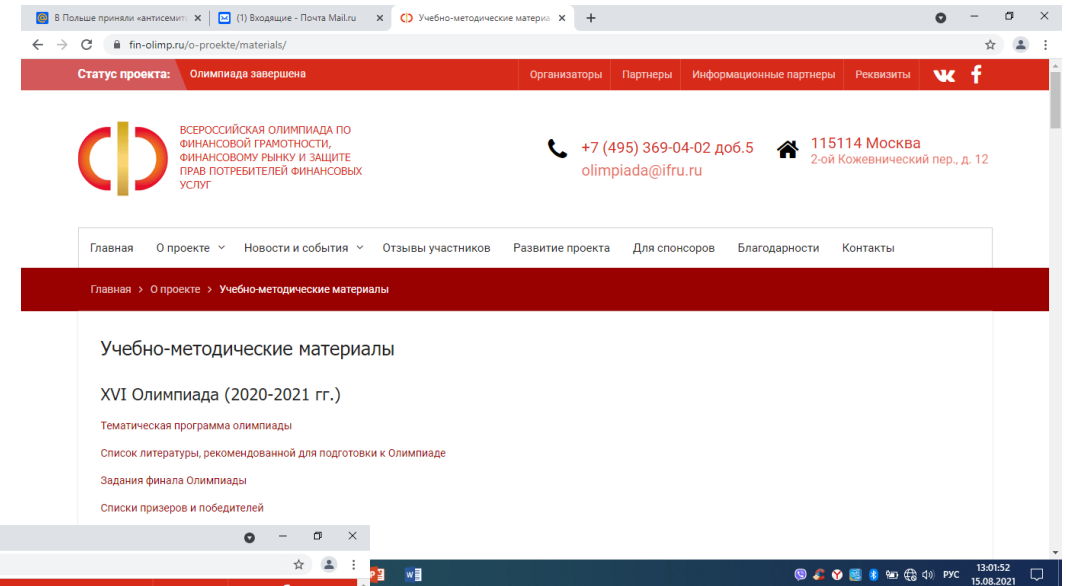 В Польше приняли «антисемит
(1) Входящие - Почта Mail.ru
Учебно-методические материа
fin-olimp.ru/o-proekte/materials/
Статус проекта: Олимпиада завершена
Организаторы Партнеры Информационные партнеры Реквизиты
ВСЕРОССИЙСКАЯ ОЛИМПИАДА ПО
ФИНАНСОВОЙ ГРАМОТНОСТИ,
ФИНАНСОВОМУ РЫНКУ И ЗАЩИТЕ
ПРАВ ПОТРЕБИТЕЛЕЙ ФИНАНСОВЫХ
УСЛУГ
+7 (495) 369-04-02 доб.5
olimpiada@ifru.ru
115114 Москва
2-ой Кожевнический пер., д. 12
Главная О проекте Новости и события Отзывы участников Развитие проекта Для спонсоров Благодарности Контакты
Главная > О проекте > Учебно-методические материалы
Учебно-методические материалы
XVI Олимпиада (2020-2021 гг.)
Тематическая программа олимпиады
Список литературы, рекомендованной для подготовки к Олимпиаде
Задания финала Олимпиады
Списки призеров и победителей
РУС
13:01:52
15.08.2021